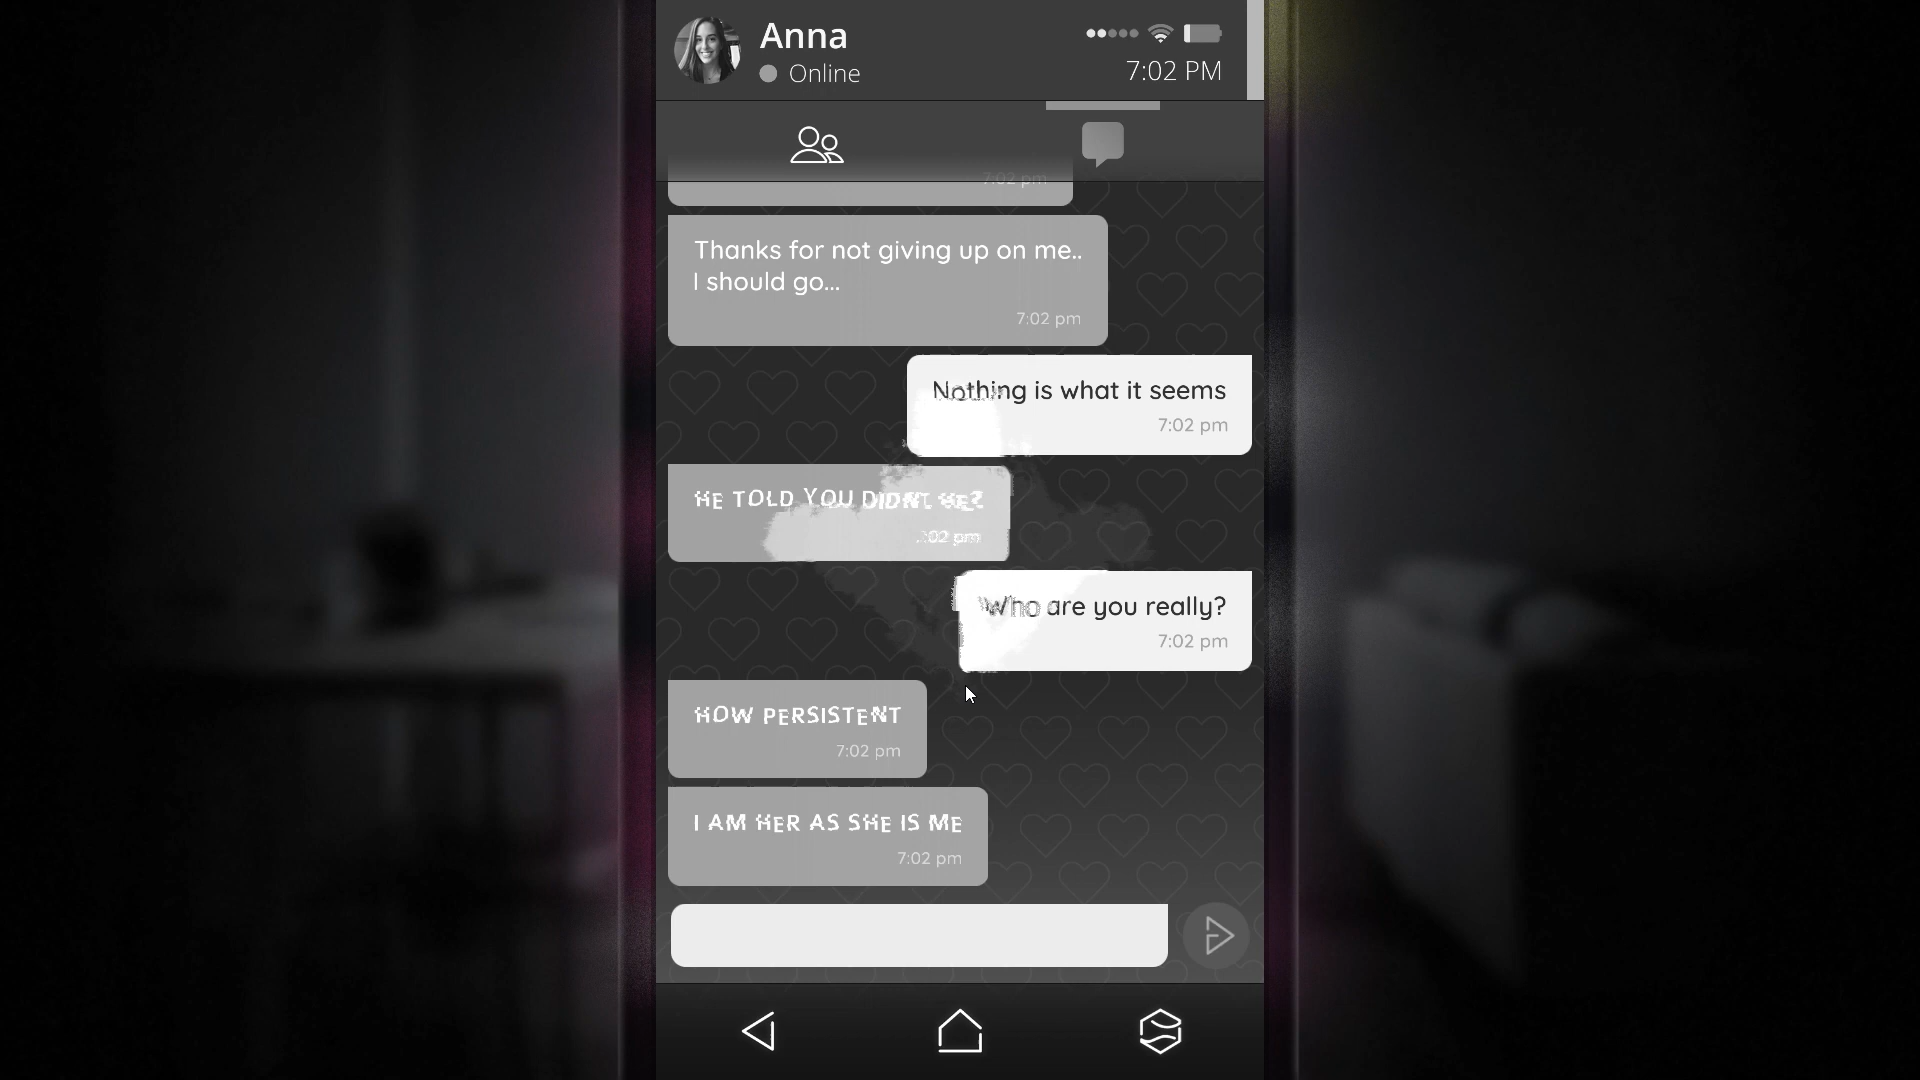 Anna
Online
7:02 PM
7:02 pm
Thanks for not giving up on me..
I should go...
7:02 pm
Nothing is what it seems
7:02 pm
HE TOLD YOU DIDNT HE?
:02 pm
Who are you really?
7:02 pm
HOW PERSISTENT
7:02 pm
I AM HER AS SHE IS ME
7:02 pm